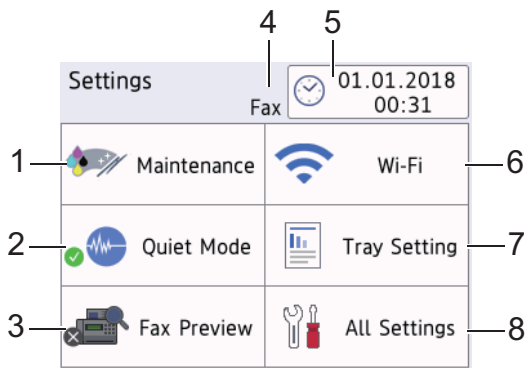 4 5
Settings
Fax
01.01.2018
00:31
1 Maintenance
Wi-Fi 6
2 Quiet Mode
Tray Setting 7
3 Fax Preview
All Settings 8